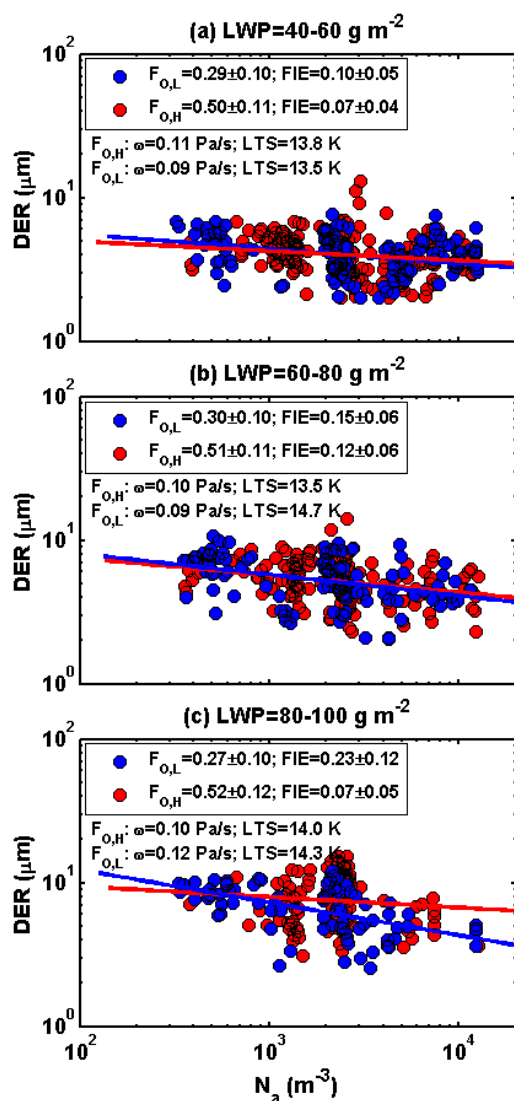 (a) LWP=40-60 g m-2
10²
F_O,L=0.29±0.10; FIE=0.10±0.05
F_O,H=0.50±0.11; FIE=0.07±0.04
F_O,H: ϖ=0.11 Pa/s; LTS=13.8 K
F_O,L: ϖ=0.09 Pa/s; LTS=13.5 K
10¹
DER (μm)
10⁰
(b) LWP=60-80 g m-2
10²
F_O,L=0.30±0.10; FIE=0.15±0.06
F_O,H=0.51±0.11; FIE=0.12±0.06
F_O,H: ϖ=0.10 Pa/s; LTS=13.5 K
F_O,L: ϖ=0.09 Pa/s; LTS=14.7 K
10¹
DER (μm)
10⁰
(c) LWP=80-100 g m-2
10²
F_O,L=0.27±0.10; FIE=0.23±0.12
F_O,H=0.52±0.12; FIE=0.07±0.05
F_O,H: ϖ=0.10 Pa/s; LTS=14.0 K
F_O,L: ϖ=0.12 Pa/s; LTS=14.3 K
10¹
DER (μm)
10⁰
10² 10³ 10⁴
N_a (m-3)